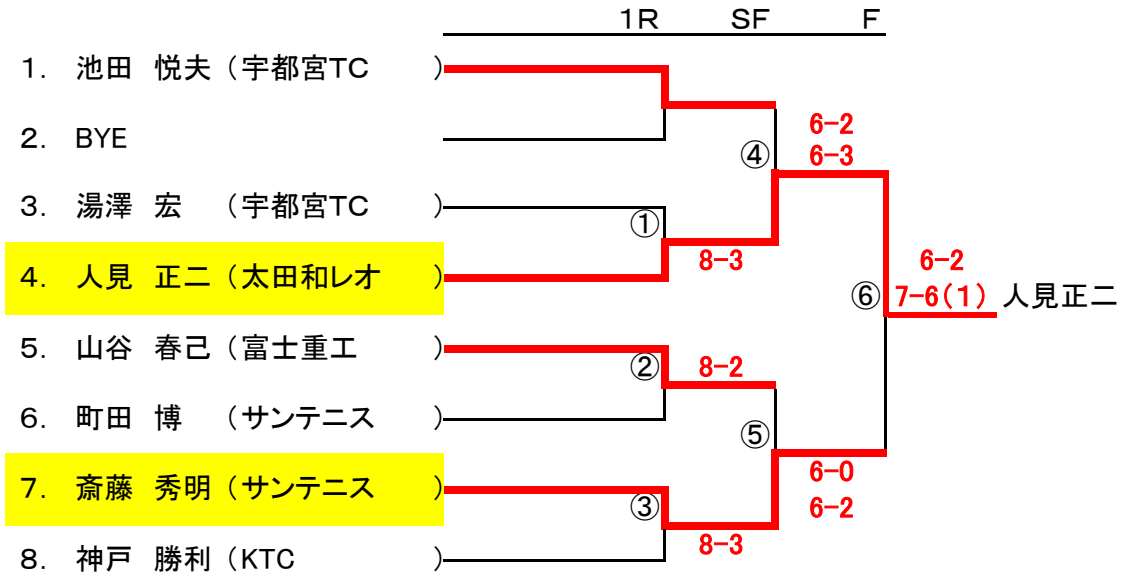 1R SF F
1. 池田 悦夫 (宇都宮TC )
2. BYE
6-2
6-3
④
3. 湯澤 宏 (宇都宮TC )
①
8-3
4. 人見 正二 (太田和レオ )
6-2
⑥ 7-6(1) 人見正二
5. 山谷 春己 (富士重工 )
② 8-2
6. 町田 博 (サンテニス )
⑤
6-0
6-2
7. 斎藤 秀明 (サンテニス )
③
8-3
8. 神戸 勝利 (KTC )